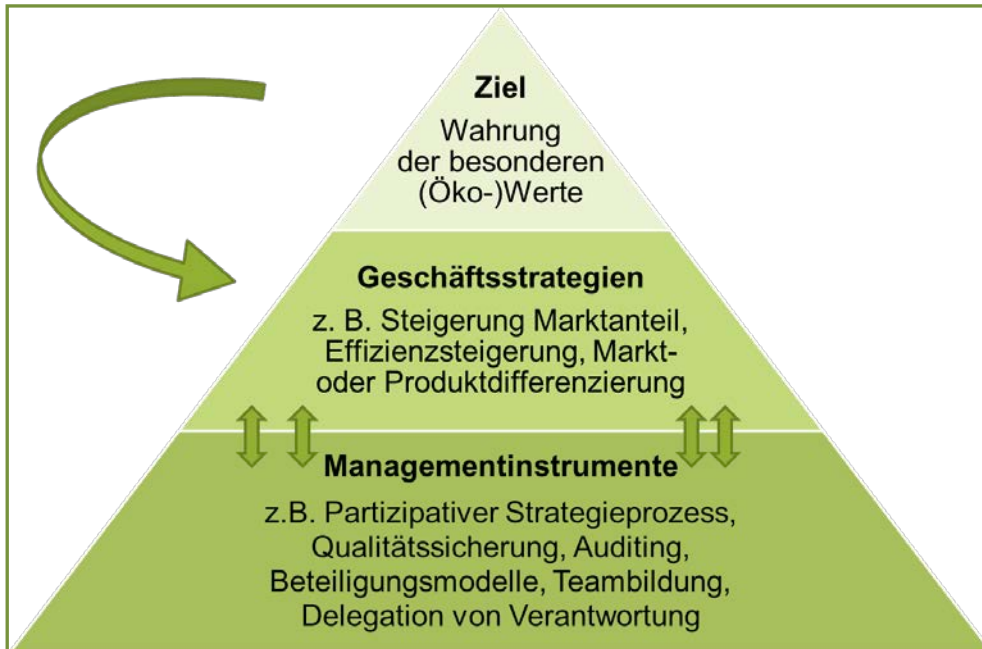 Ziel
Wahrung
der besonderen
(Öko-)Werte
Geschäftsstrategien
z. B. Steigerung Marktanteil,
Effizienzsteigerung, Markt-
oder Produktdifferenzierung
Managementinstrumente
z.B. Partizipativer Strategieprozess,
Qualitätssicherung, Auditing,
Beteiligungsmodelle, Teambildung,
Delegation von Verantwortung